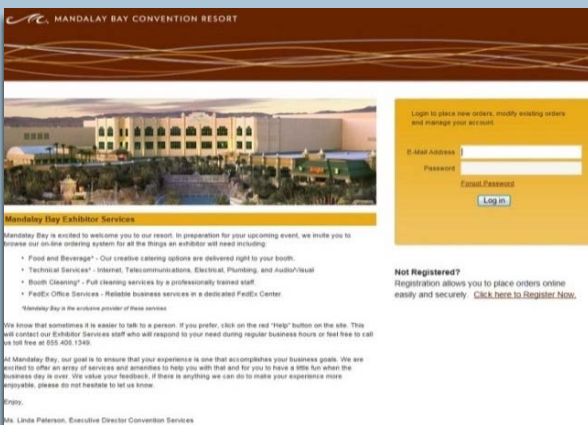 MANDALAY BAY CONVENTION RESORT
Login to place new orders, modify existing orders
and manage your account.
E-Mail Address
Password
Forgot Password
Log in
Mandalay Bay Exhibitor Services
Mandalay Bay is excited to welcome you to our resort. In preparation for your upcoming event, we invite you to
browse our on-line ordering system for all the things an exhibitor will need including:
• Food and Beverage* - Our creative catering options are delivered right to your booth.
• Technical Services* - Internet, Telecommunications, Electrical, Plumbing, and Audio/Visual
• Booth Cleaning* - Full cleaning services by a professionally trained staff.
• FedEx Office Services - Reliable business services in a dedicated FedEx Center.
*Mandalay Bay is the exclusive provider of these services
Not Registered?
Registration allows you to place orders online
easily and securely. Click here to Register Now.
We know that sometimes it is easier to talk to a person. If you prefer, click on the red "Help" button on the site. This
will contact our Exhibitor Services staff who will respond to your need during regular business hours or feel free to call
us toll free at 855.408.1349.
At Mandalay Bay, our goal is to ensure that your experience is one that accomplishes your business goals. We are
excited to offer an array of services and amenities to help you with that and for you to have a little fun when the
business day is over. We value your feedback, if there is anything we can do to make your experience more
enjoyable, please do not hesitate to let us know.
Enjoy,
Ms. Linda Paterson, Executive Director Convention Services